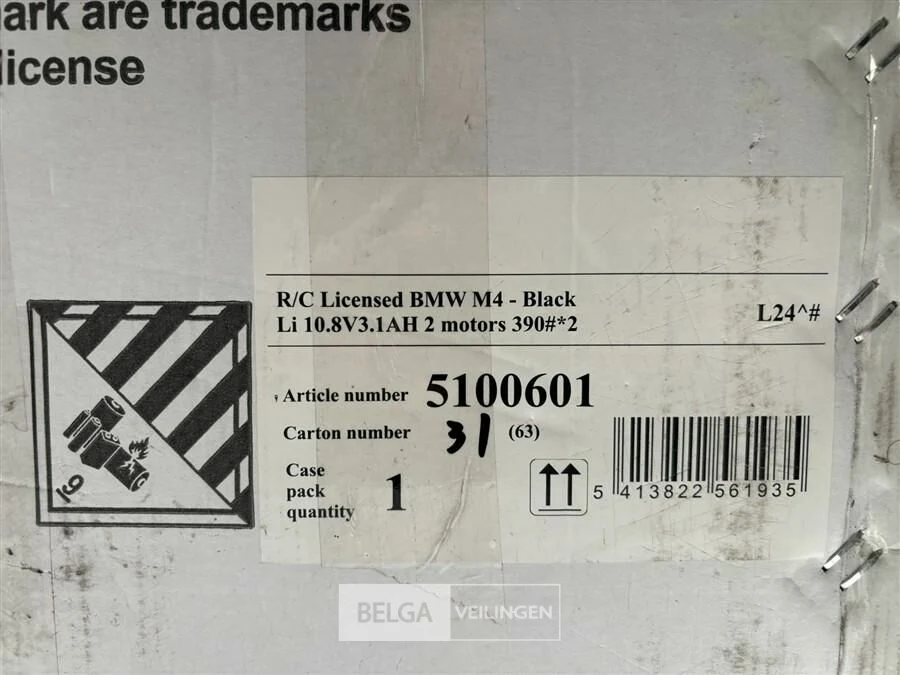 ark are trademarks
license
R/C Licensed BMW M4 - Black
Li 10.8V3.1AH 2 motors 390#*2
L24^#
Article number 5100601
Carton number 31 (63)
Case
pack
quantity 1
5 413822 561935
9
BELGA VEILINGEN